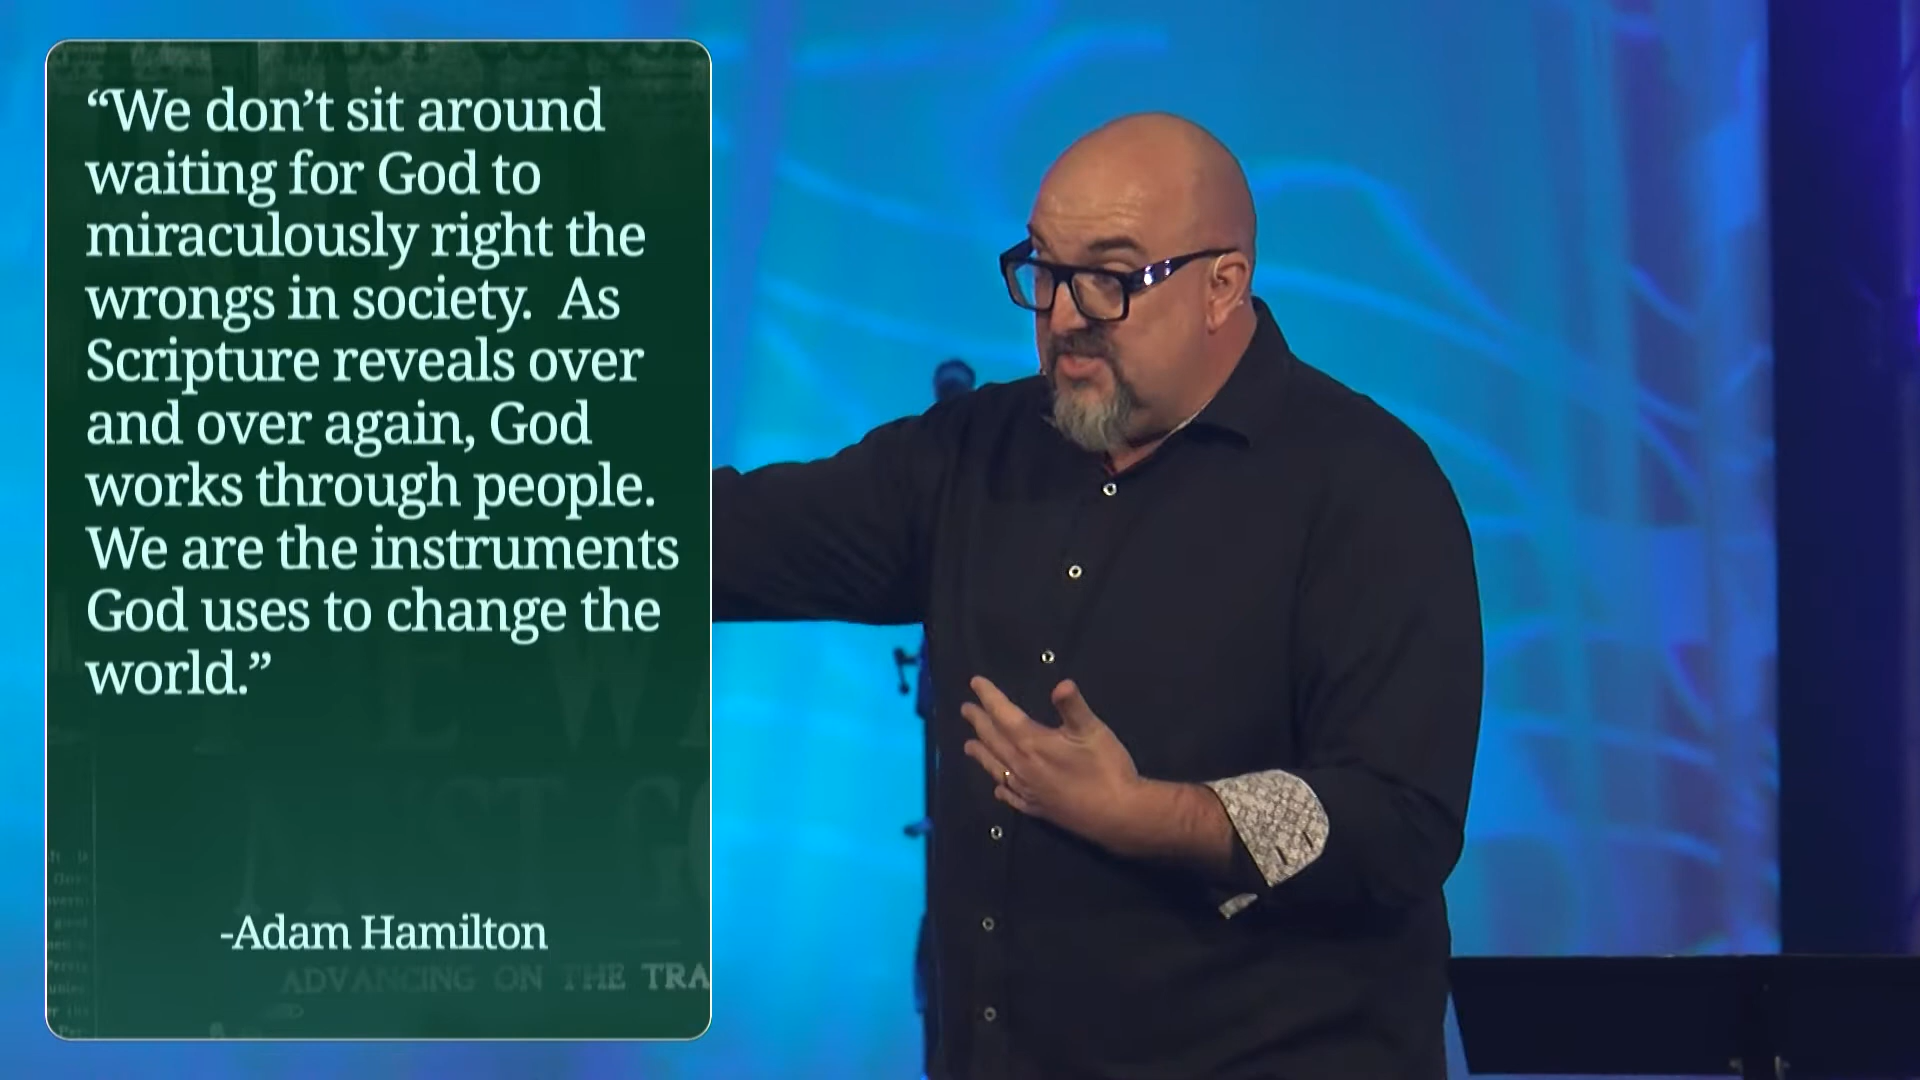 “We don’t sit around
waiting for God to
miraculously right the
wrongs in society.  As
Scripture reveals over
and over again, God
works through people.
We are the instruments
God uses to change the
world.”
-Adam Hamilton
ADVANCING ON THE TRA